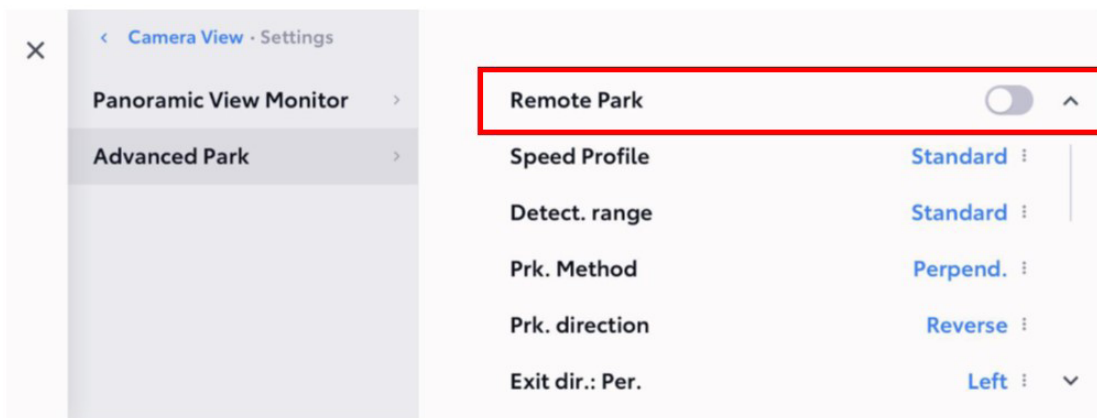 Camera View · Settings
Panoramic View Monitor
Advanced Park
Remote Park
Speed Profile Standard
Detect. range Standard
Prk. Method Perpend.
Prk. direction Reverse
Exit dir.: Per. Left